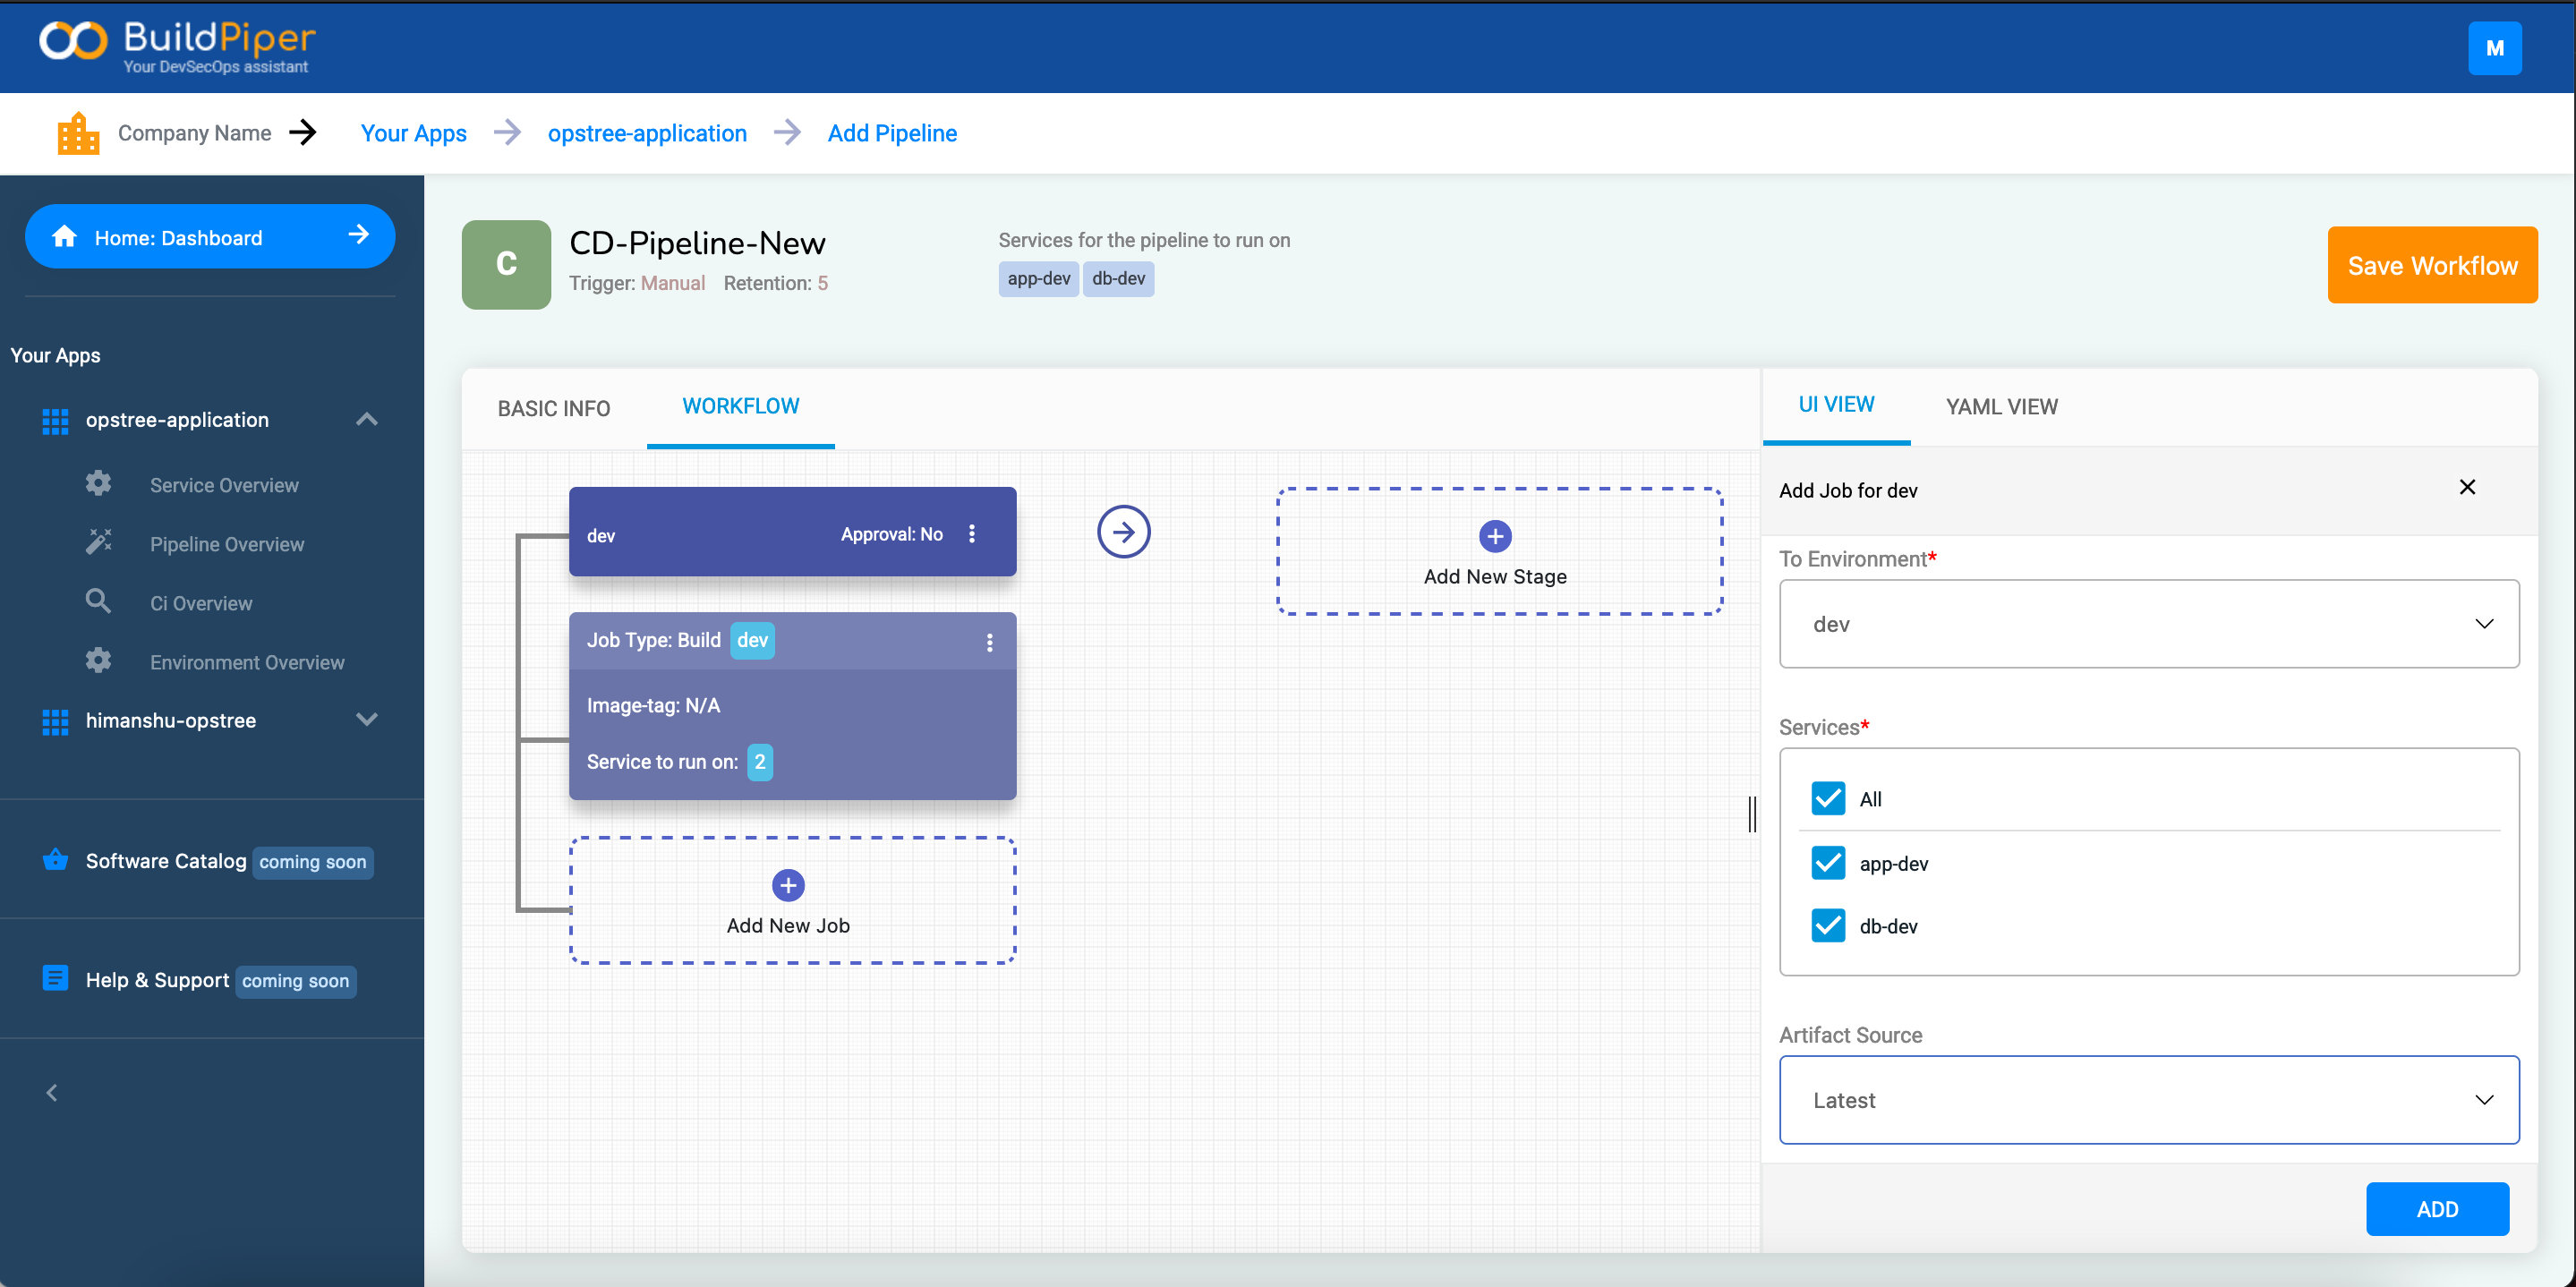 BuildPiper
Your DevSecOps assistant
M
Company Name
Your Apps
opstree-application
Add Pipeline
Home: Dashboard
Your Apps
opstree-application
Service Overview
Pipeline Overview
Ci Overview
Environment Overview
himanshu-opstree
Software Catalog coming soon
Help & Support coming soon
C
CD-Pipeline-New
Trigger: Manual Retention: 5
Services for the pipeline to run on
app-dev db-dev
Save Workflow
BASIC INFO
WORKFLOW
dev
Approval: No
Job Type: Build dev
Image-tag: N/A
Service to run on: 2
Add New Job
Add New Stage
UI VIEW
YAML VIEW
Add Job for dev
To Environment*
dev
Services*
All
app-dev
db-dev
Artifact Source
Latest
ADD